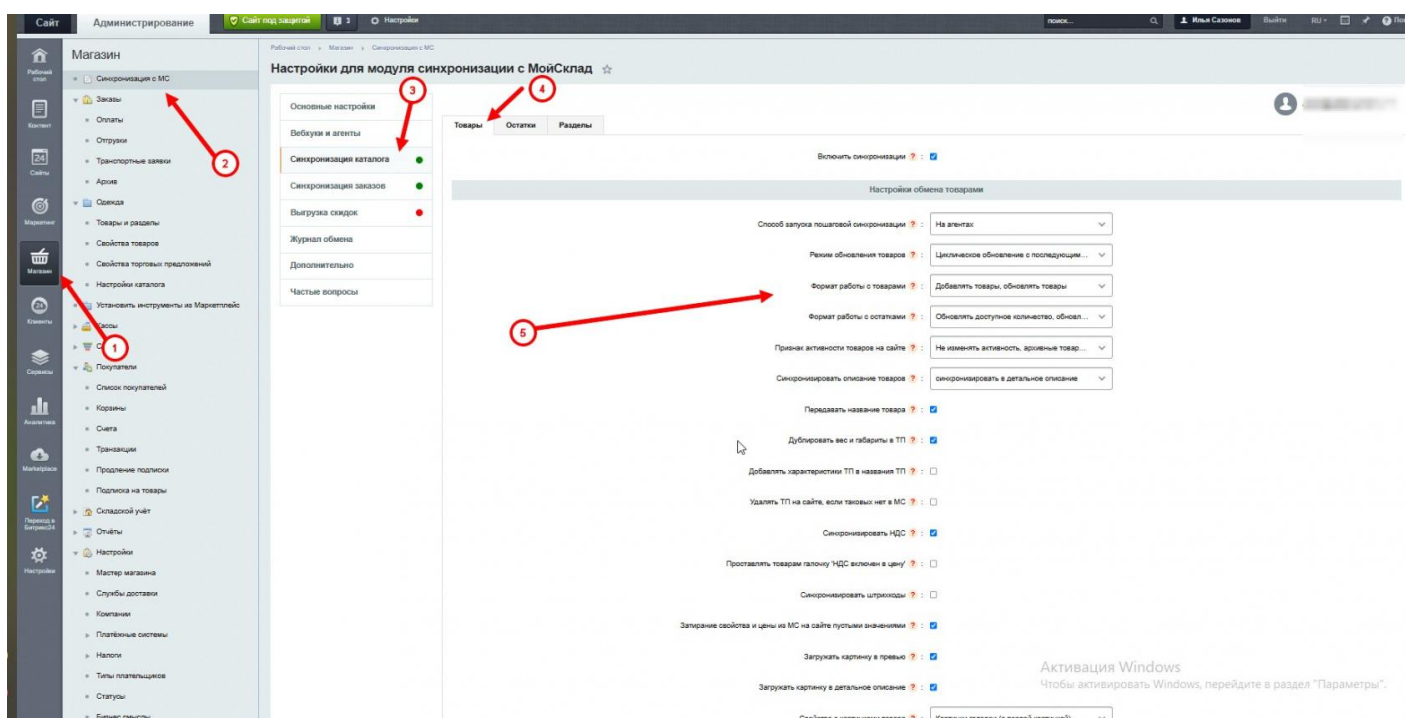 Сайт
Администрирование
Сайт под защитой
3
Настройки
поиск...
Илья Сазонов
Выйти
RU
Рабочий стол
Контент
Сайты
Маркетинг
Магазин
Клиенты
Сервисы
Аналитика
Marketplace
Переход в Битрикс24
Настройки
Магазин
Синхронизация с МС
Заказы
Оплаты
Отгрузки
Транспортные заявки
Архив
Одежда
Товары и разделы
Свойства товаров
Свойства торговых предложений
Настройки каталога
Установить инструменты из Маркетплейс
Кассы
Покупатели
Список покупателей
Корзины
Счета
Транзакции
Продление подписки
Подписка на товары
Складской учёт
Отчёты
Настройки
Мастер магазина
Службы доставки
Компании
Платёжные системы
Налоги
Типы плательщиков
Статусы
Бизнес смыслы
1
2
3
4
5
Рабочий стол Магазин Синхронизация с МС
Настройки для модуля синхронизации с МойСклад
Основные настройки
Вебхуки и агенты
Синхронизация каталога
Синхронизация заказов
Выгрузка скидок
Журнал обмена
Дополнительно
Частые вопросы
Товары Остатки Разделы
Включить синхронизацию ? :
Настройки обмена товарами
Способ запуска пошаговой синхронизации ? : На агентах
Режим обновления товаров ? : Циклическое обновление с последующим...
Формат работы с товарами ? : Добавлять товары, обновлять товары
Формат работы с остатками ? : Обновлять доступное количество, обновл...
Признак активности товаров на сайте ? : Не изменять активность, архивные товар...
Синхронизировать описание товаров ? : синхронизировать в детальное описание
Передавать название товара ? :
Дублировать вес и габариты в ТП ? :
Добавлять характеристики ТП в названия ТП ? :
Удалять ТП на сайте, если таковых нет в МС ? :
Синхронизировать НДС ? :
Проставлять товарам галочку 'НДС включен в цену' ? :
Синхронизировать штрихкоды ? :
Затирание свойства и цены из МС на сайте пустыми значениями ? :
Загружать картинку в превью ? :
Загружать картинку в детальное описание ? :
Активация Windows
Чтобы активировать Windows, перейдите в раздел "Параметры".